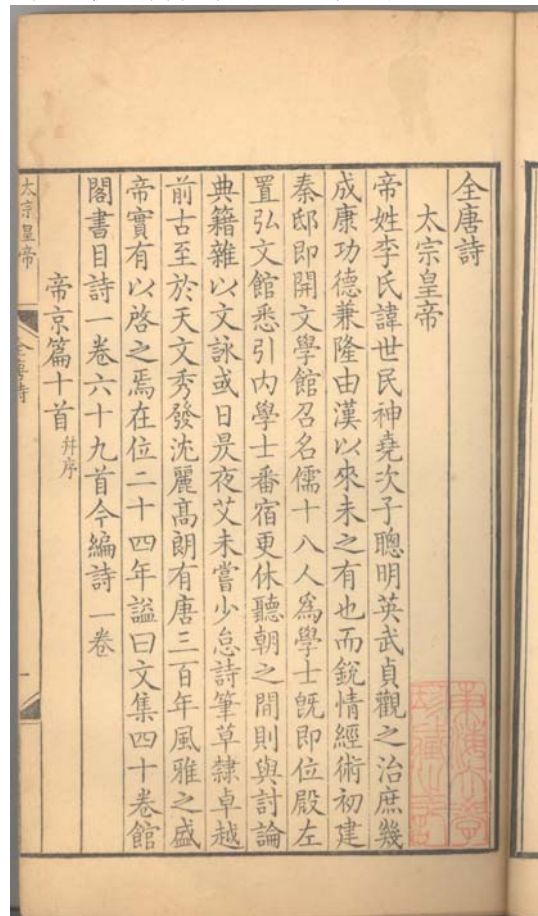 全唐詩
太宗皇帝
帝姓李氏諱世民神堯次子聰明英武貞觀之治庶幾
成康功德兼隆由漢以來未之有也而銳情經術初建
秦邸即開文學館召名儒十八人為學士既即位殿左
置弘文館悉引内學士番宿更休聽朝之間則與討論
典籍雜以文詠或日昃夜艾未嘗少怠詩筆草隸卓越
前古至於天文秀發沈麗高朗有唐三百年風雅之盛
帝實有以啓之焉在位二十四年諡曰文集四十卷館
閣書目詩一卷六十九首今編詩一卷
帝京篇十首 幷序
太宗皇帝
全唐詩
一